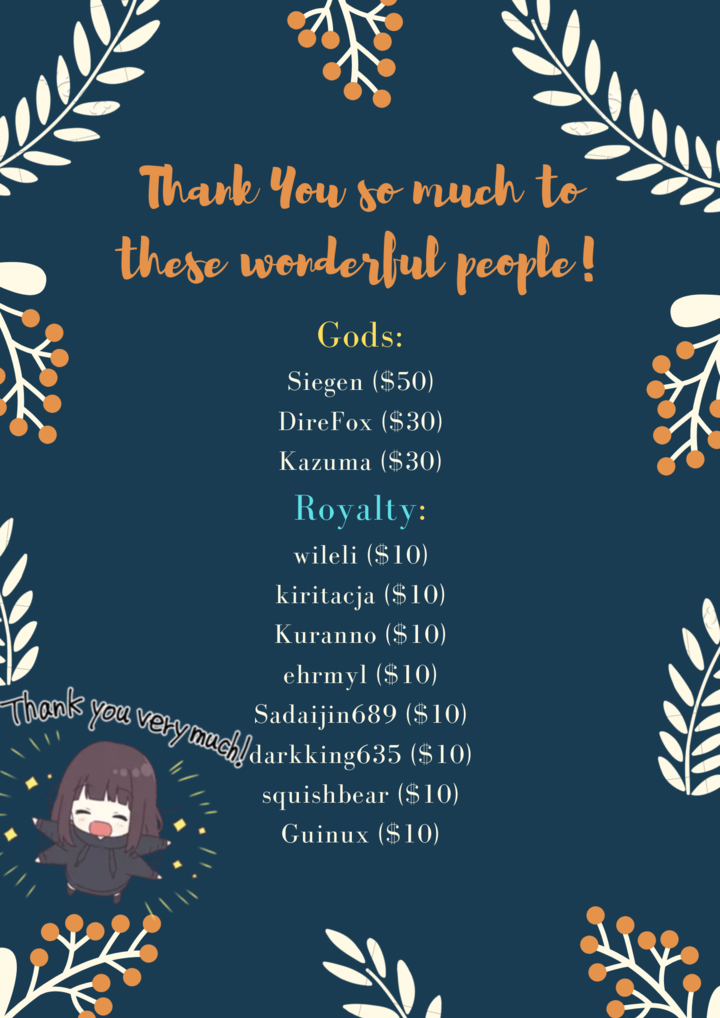 Thank You so much to
these wonderful people!
Gods:
Siegen ($50)
DireFox ($30)
Kazuma ($30)
Royalty:
wileli ($10)
kiritacja ($10)
Kuranno ($10)
ehrmyl ($10)
Sadaijin689 ($10)
Thank you very much!
darkking635 ($10)
squishbear ($10)
Guinux ($10)